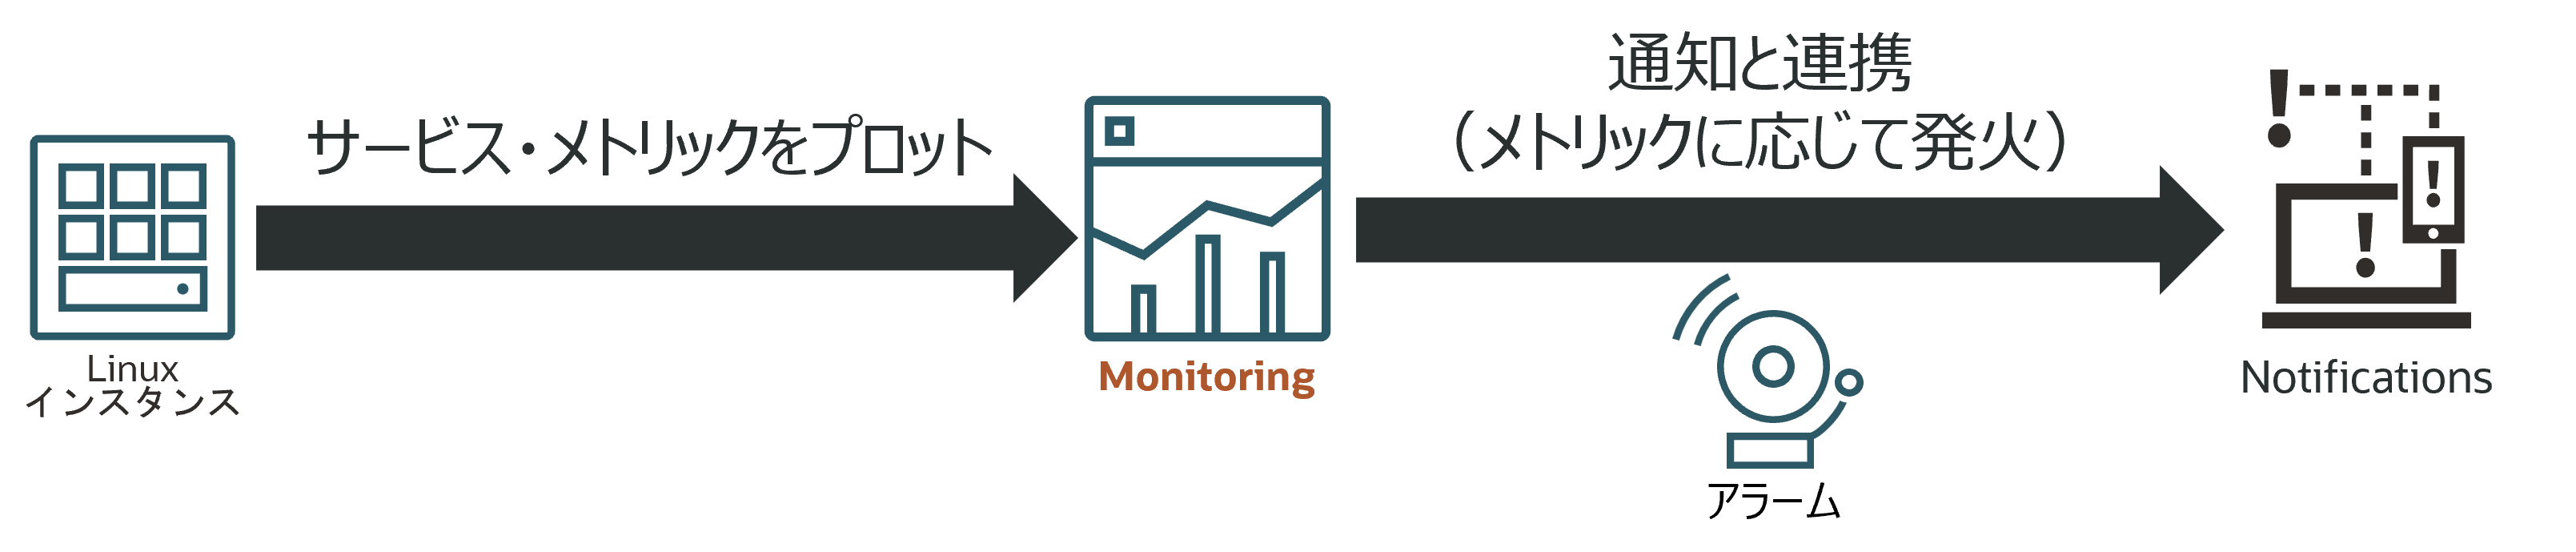 通知と連携
（メトリックに応じて発火）
サービス・メトリックをプロット
Linux
インスタンス
Monitoring
アラーム
Notifications